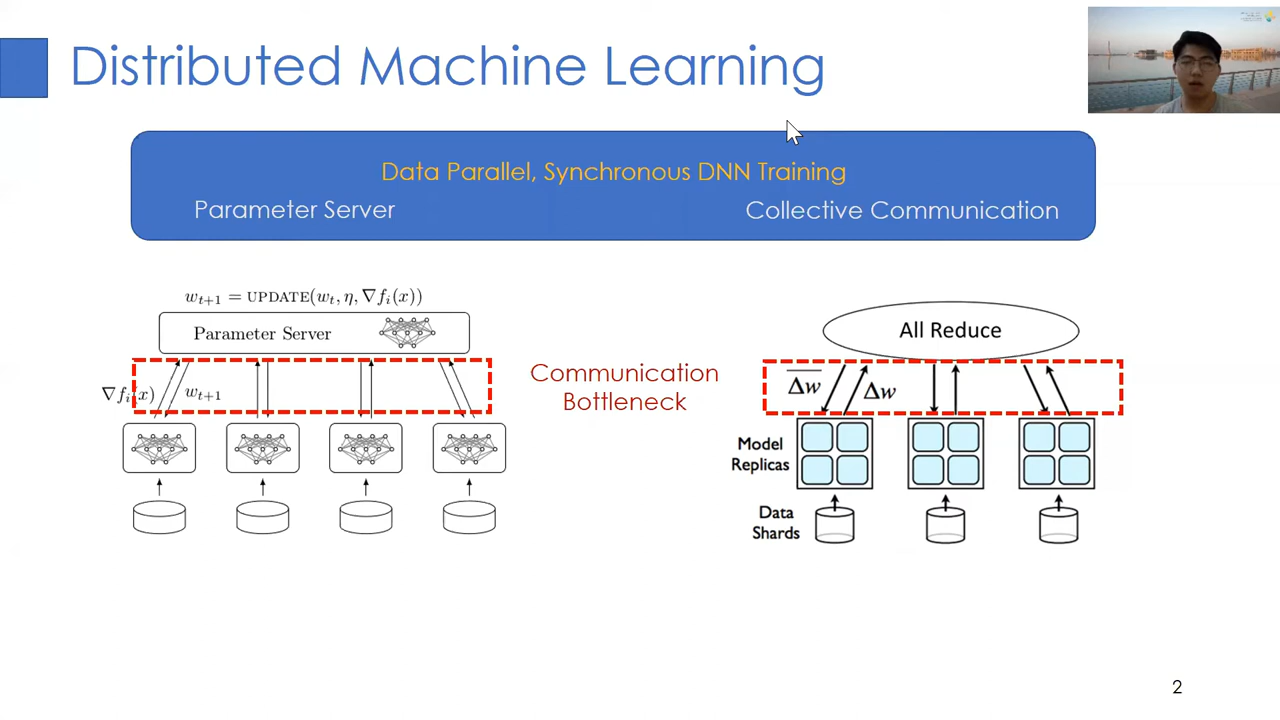 Distributed Machine Learning
Data Parallel, Synchronous DNN Training
Parameter Server
Collective Communication
w_{t+1} = UPDATE(w_t, η, ∇f_i(x))
Parameter Server
∇f_i(x)
w_{t+1}
Communication
Bottleneck
All Reduce
\overline{Δw}
Δw
Model
Replicas
Data
Shards
2